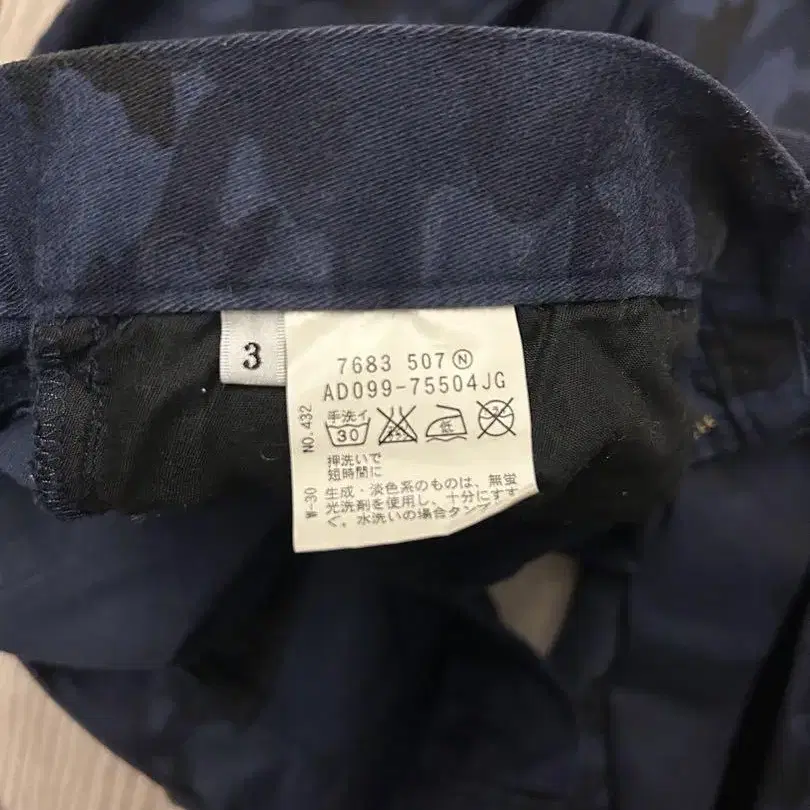 3
7683 507 Ⓝ
AD099-75504JG
NO.432
手洗イ
30
低
押洗いで
短時間に
W-30
生成・淡色系のものは、無蛍
光洗剤を使用し、十分にすす
ぐ。水洗いの場合タンブ